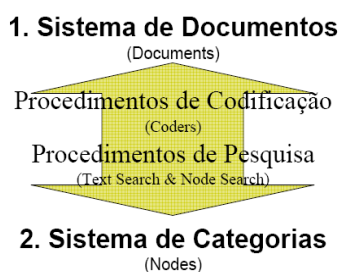 1. Sistema de Documentos
(Documents)
Procedimentos de Codificação
(Coders)
Procedimentos de Pesquisa
(Text Search & Node Search)
2. Sistema de Categorias
(Nodes)